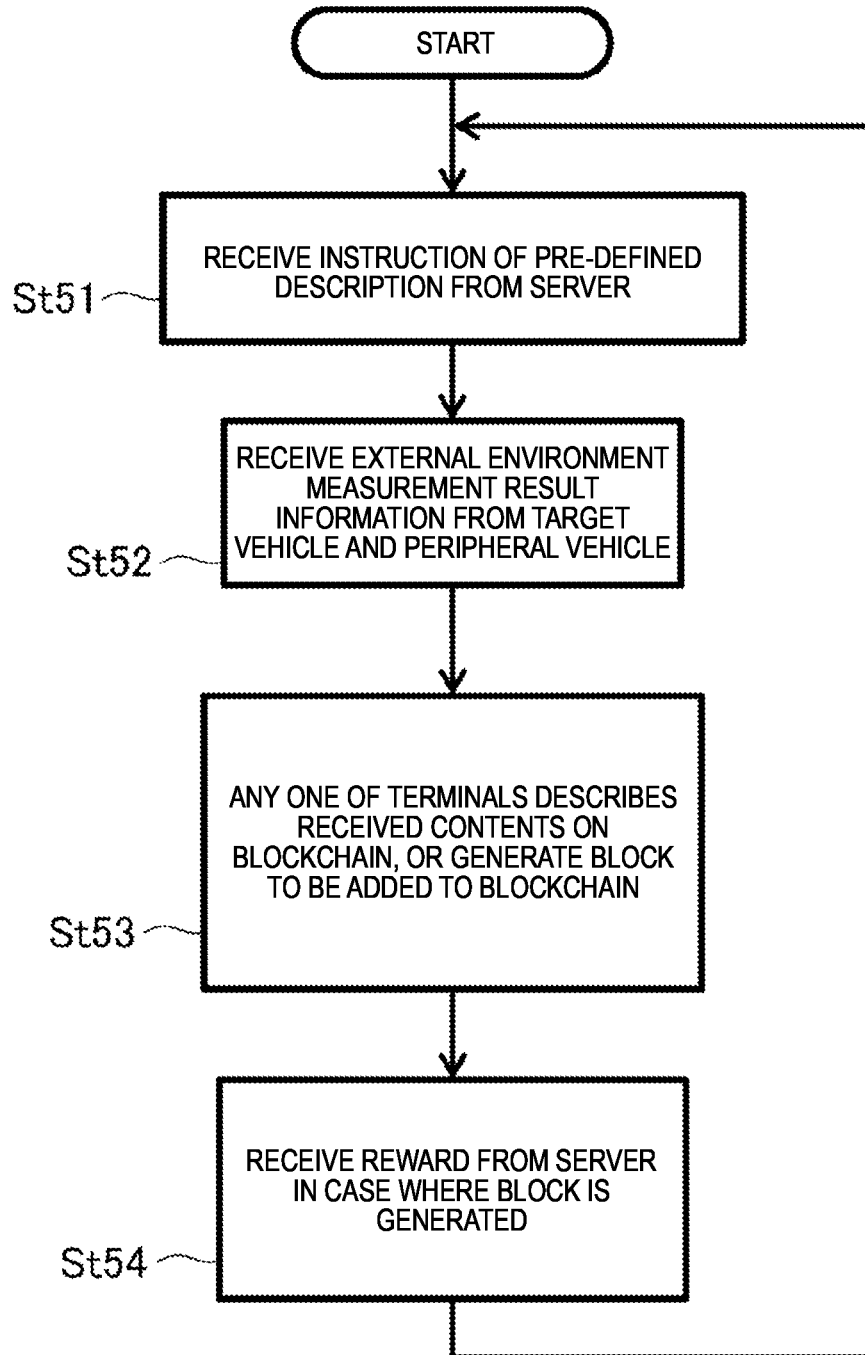 START
RECEIVE INSTRUCTION OF PRE-DEFINED
DESCRIPTION FROM SERVER
St51
RECEIVE EXTERNAL ENVIRONMENT
MEASUREMENT RESULT
INFORMATION FROM TARGET
VEHICLE AND PERIPHERAL VEHICLE
St52
ANY ONE OF TERMINALS DESCRIBES
RECEIVED CONTENTS ON
BLOCKCHAIN, OR GENERATE BLOCK
TO BE ADDED TO BLOCKCHAIN
St53
RECEIVE REWARD FROM SERVER
IN CASE WHERE BLOCK IS
GENERATED
St54